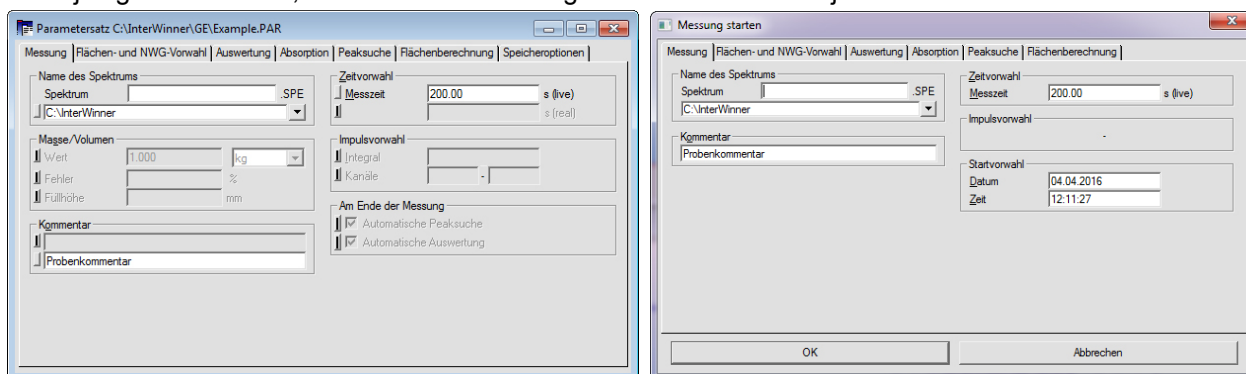 Parametersatz C:\InterWinner\GE\Example.PAR
Messung Flächen- und NWG-Vorwahl Auswertung Absorption Peaksuche Flächenberechnung Speicheroptionen
Name des Spektrums
Spektrum .SPE
C:\InterWinner
Masse/Volumen
Wert 1.000 kg
Fehler %
Füllhöhe mm
Kommentar
Probenkommentar
Zeitvorwahl
Messzeit 200.00 s (live)
s (real)
Impulsvorwahl
Integral
Kanäle -
Am Ende der Messung
Automatische Peaksuche
Automatische Auswertung
Messung starten
Messung Flächen- und NWG-Vorwahl Auswertung Absorption Peaksuche Flächenberechnung
Name des Spektrums
Spektrum .SPE
C:\InterWinner
Kommentar
Probenkommentar
Zeitvorwahl
Messzeit 200.00 s (live)
Impulsvorwahl
-
Startvorwahl
Datum 04.04.2016
Zeit 12:11:27
OK Abbrechen